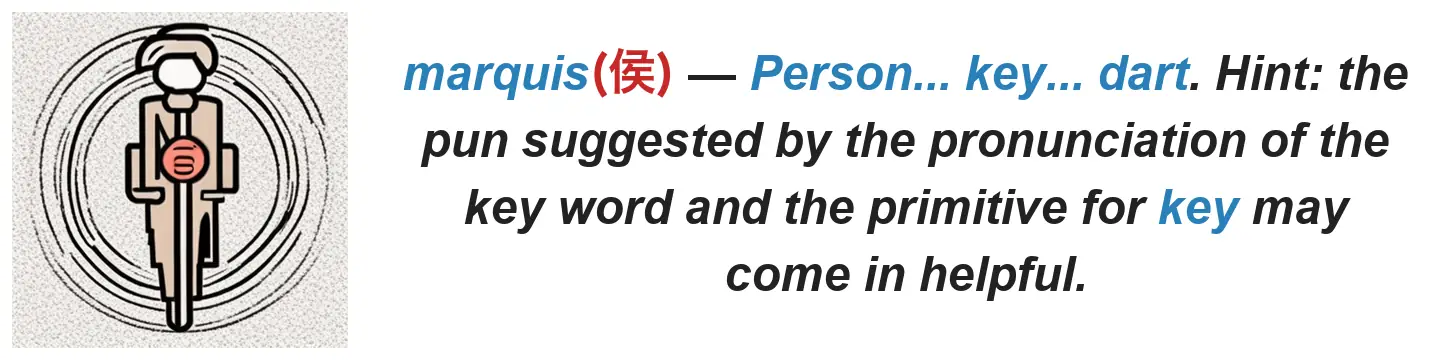 marquis(侯) — Person... key... dart. Hint: the
pun suggested by the pronunciation of the
key word and the primitive for key may
come in helpful.